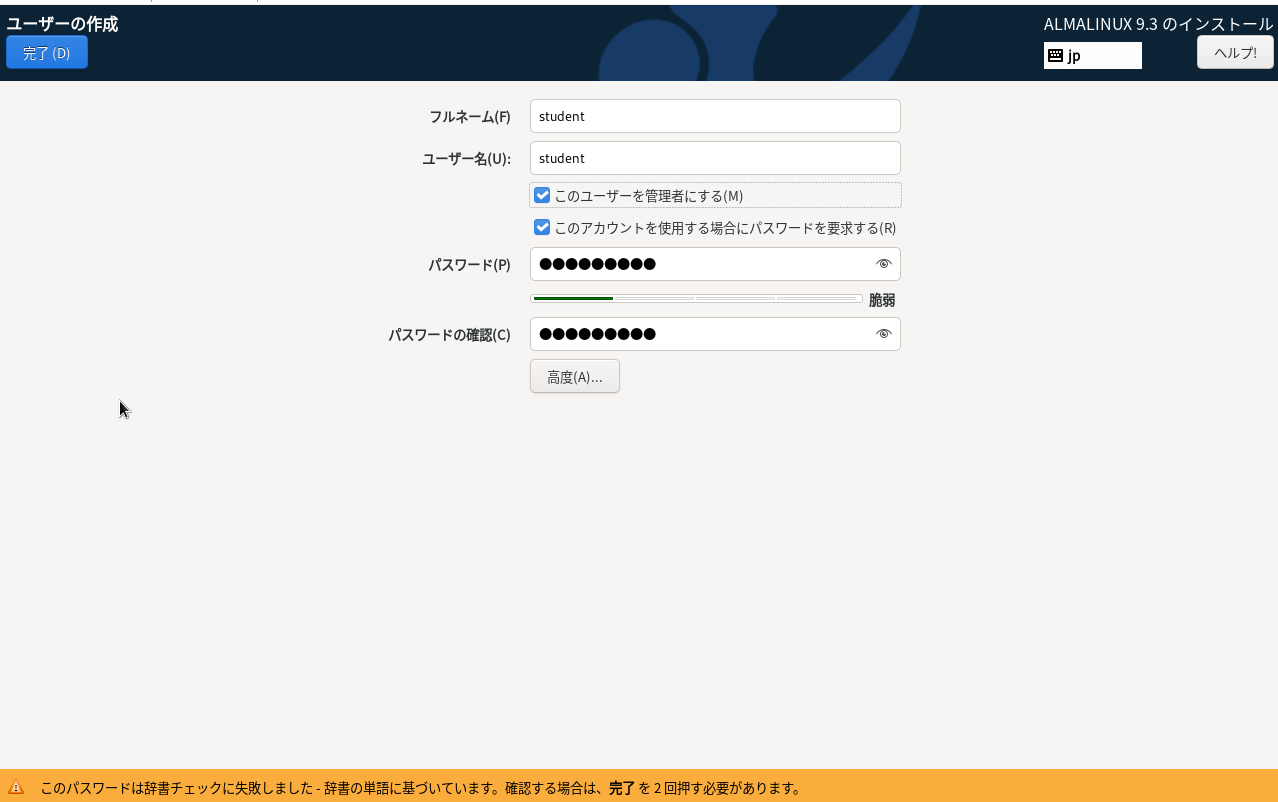 ユーザーの作成
ALMALINUX 9.3 のインストール
完了 (D)
jp
ヘルプ!
フルネーム(F)
student
ユーザー名(U):
student
このユーザーを管理者にする(M)
このアカウントを使用する場合にパスワードを要求する(R)
パスワード(P)
●●●●●●●●●
脆弱
パスワードの確認(C)
●●●●●●●●●
高度(A)...
このパスワードは辞書チェックに失敗しました - 辞書の単語に基づいています。確認する場合は、完了 を 2 回押す必要があります。